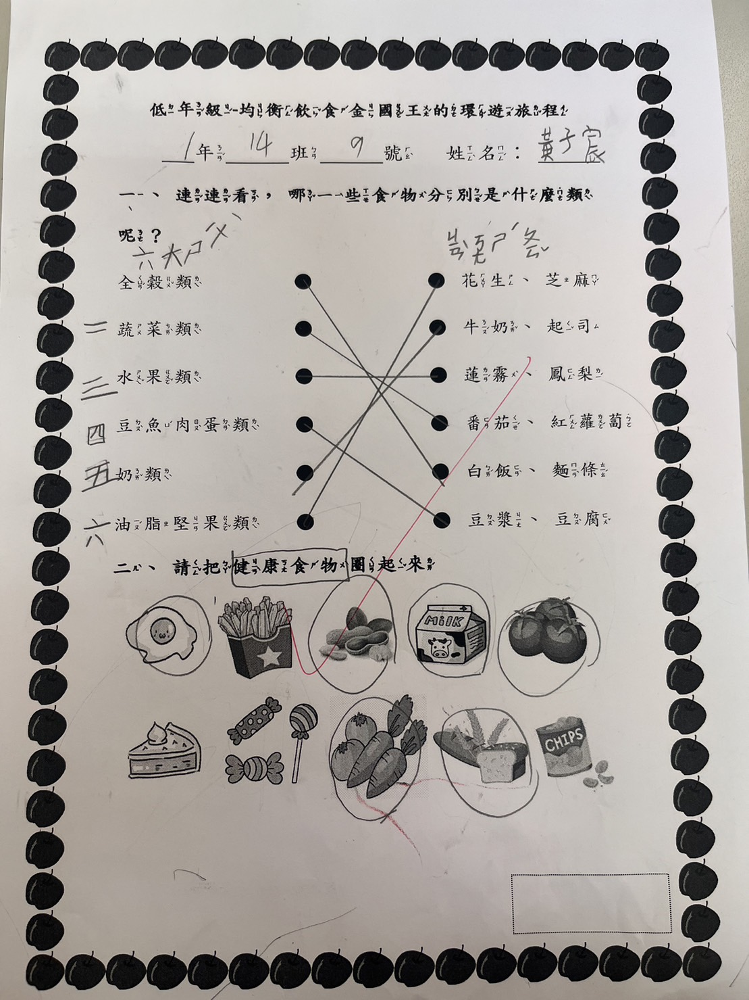 低年級均衡飲食金國王的環遊旅程
1年 14 班 9 號 姓名：黃子宸
一、連連看，哪一些食物分別是什麼類
呢？
六大ㄕˊㄨˋ
全穀類 花生、芝麻
二 蔬菜類 牛奶、起司
三 水果類 蓮霧、鳳梨
四 豆魚肉蛋類 番茄、紅蘿蔔
五 奶類 白飯、麵條
六 油脂堅果類 豆漿、豆腐
二、請把健康食物圈起來
MiLK
CHIPS